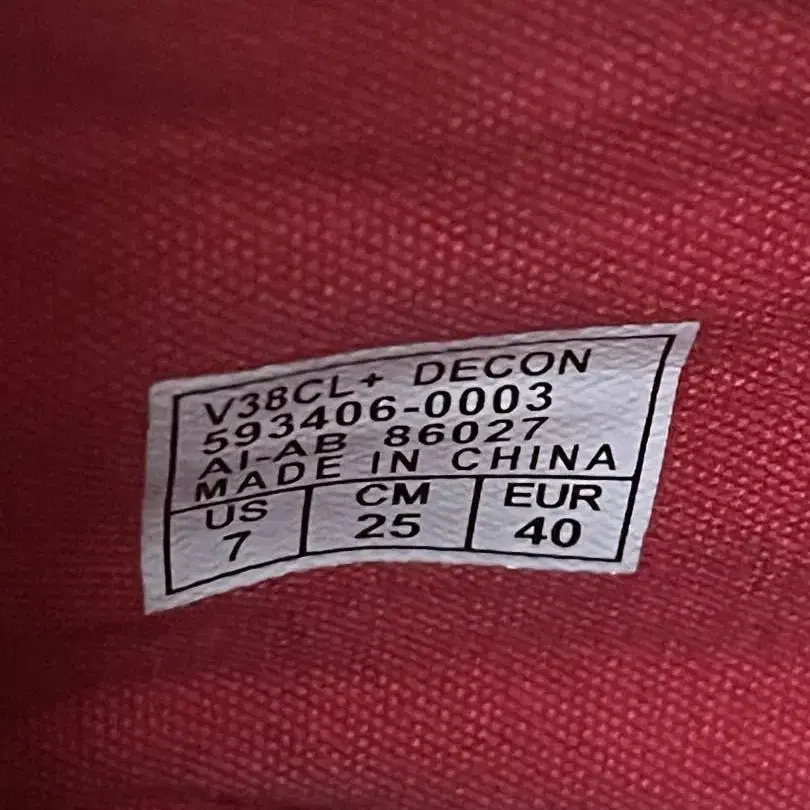 V38CL+ DECON
593406-0003
AI-AB 86027
MADE IN CHINA
US CM EUR
7 25 40